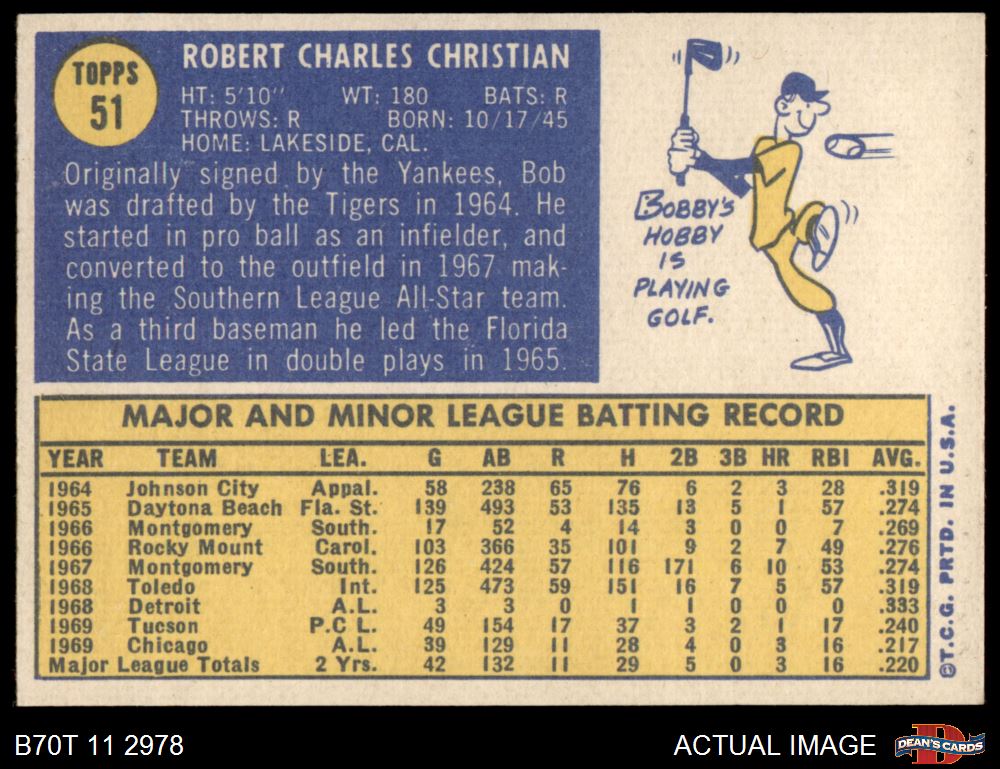 TOPPS
51
ROBERT CHARLES CHRISTIAN
HT: 5'10" WT: 180 BATS: R
THROWS: R BORN: 10/17/45
HOME: LAKESIDE, CAL.
Originally signed by the Yankees, Bob
was drafted by the Tigers in 1964. He
started in pro ball as an infielder, and
converted to the outfield in 1967 mak-
ing the Southern League All-Star team.
As a third baseman he led the Florida
State League in double plays in 1965.
BOBBY'S
HOBBY
IS
PLAYING
GOLF.
MAJOR AND MINOR LEAGUE BATTING RECORD
YEAR TEAM LEA. G AB R H 2B 3B HR RBI AVG.
1964 Johnson City Appal. 58 238 65 76 6 2 3 28 .319
1965 Daytona Beach Fla. St. 139 493 53 135 13 5 1 57 .274
1966 Montgomery South. 17 52 4 14 3 0 0 7 .269
1966 Rocky Mount Carol. 103 366 35 101 9 2 7 49 .276
1967 Montgomery South. 126 424 57 116 171 6 10 53 .274
1968 Toledo Int. 125 473 59 151 16 7 5 57 .319
1968 Detroit A.L. 3 3 0 1 1 0 0 0 .333
1969 Tucson P.C L. 49 154 17 37 3 2 1 17 .240
1969 Chicago A.L. 39 129 11 28 4 0 3 16 .217
Major League Totals 2 Yrs. 42 132 11 29 5 0 3 16 .220
©T.C.G. PRTD. IN U.S.A.
B70T 11 2978
ACTUAL IMAGE
D
DEAN'S CARDS